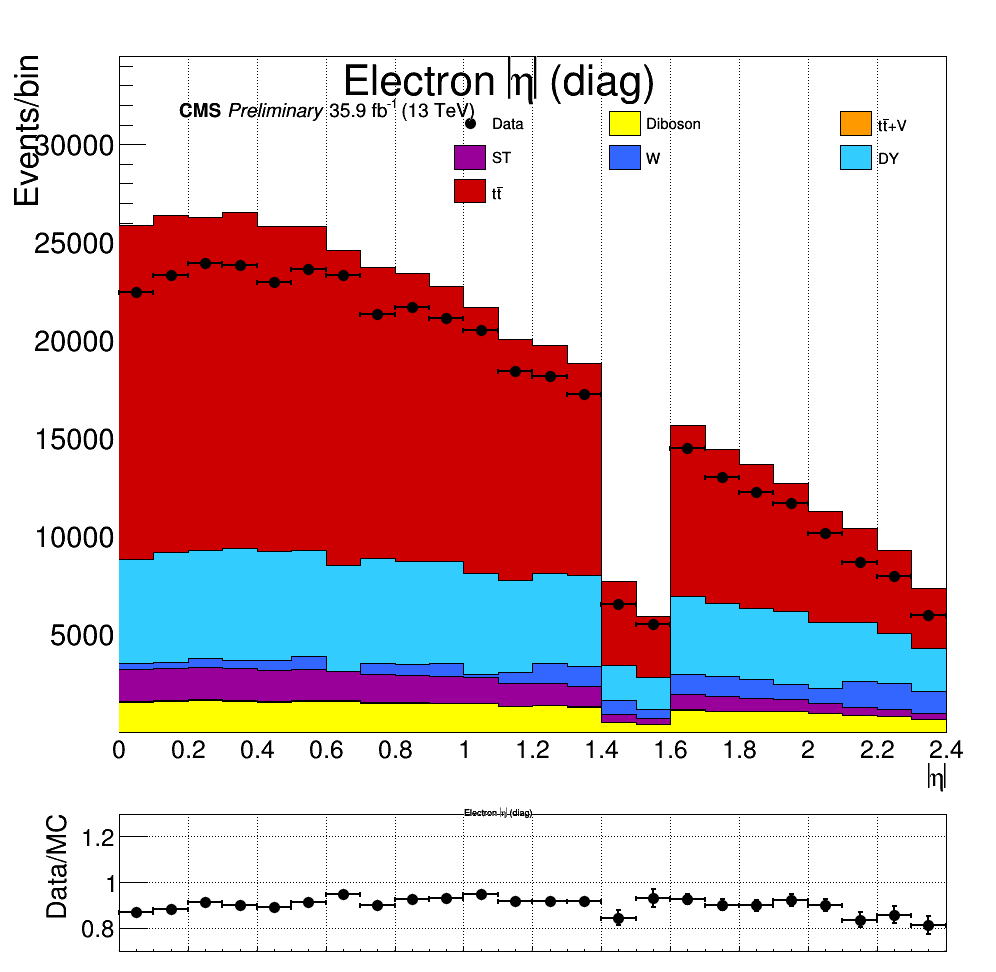 Electron |η| (diag)
CMS Preliminary 35.9 fb⁻¹ (13 TeV)
Data
Diboson
tt̄+V
ST
W
DY
tt̄
Events/bin
30000
25000
20000
15000
10000
5000
0 0.2 0.4 0.6 0.8 1 1.2 1.4 1.6 1.8 2 2.2 2.4
|η|
Electron |η| (diag)
Data/MC
1.2
1
0.8